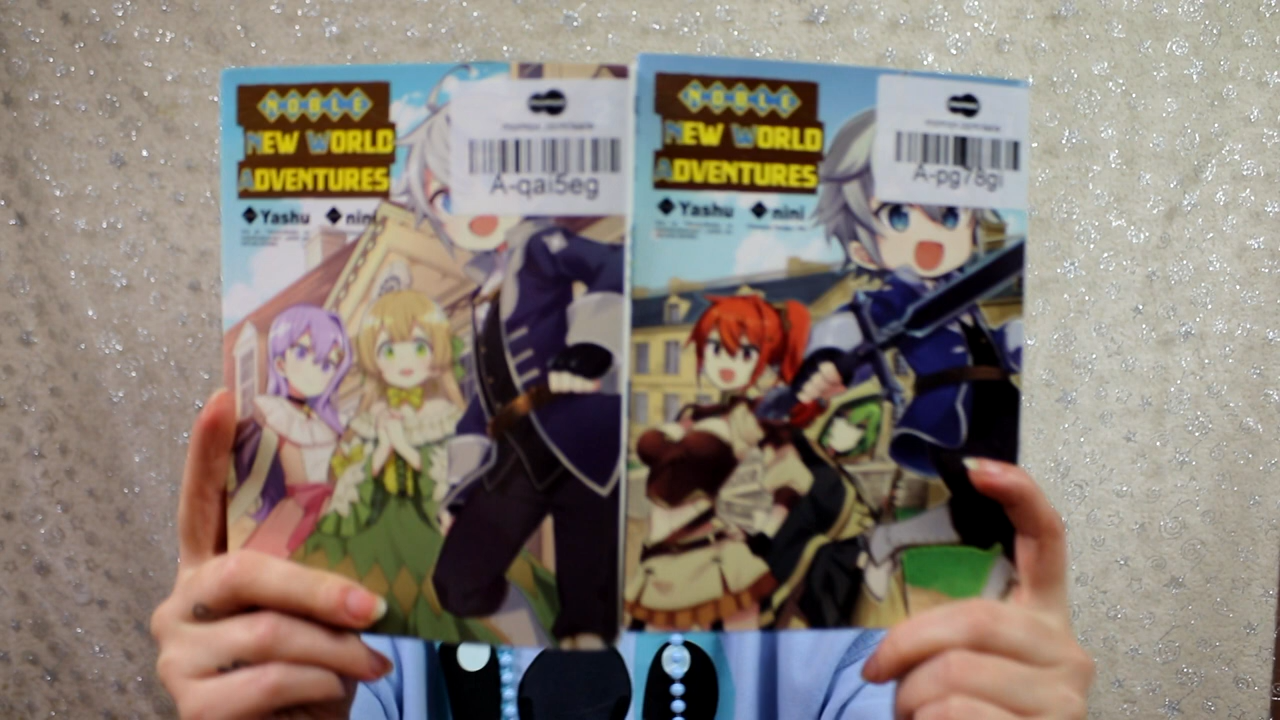 NOBLE
NEW WORLD
ADVENTURES
Yashu nini
A-qai5eg
NOBLE
NEW WORLD
ADVENTURES
Yashu nini
A-pg78gi